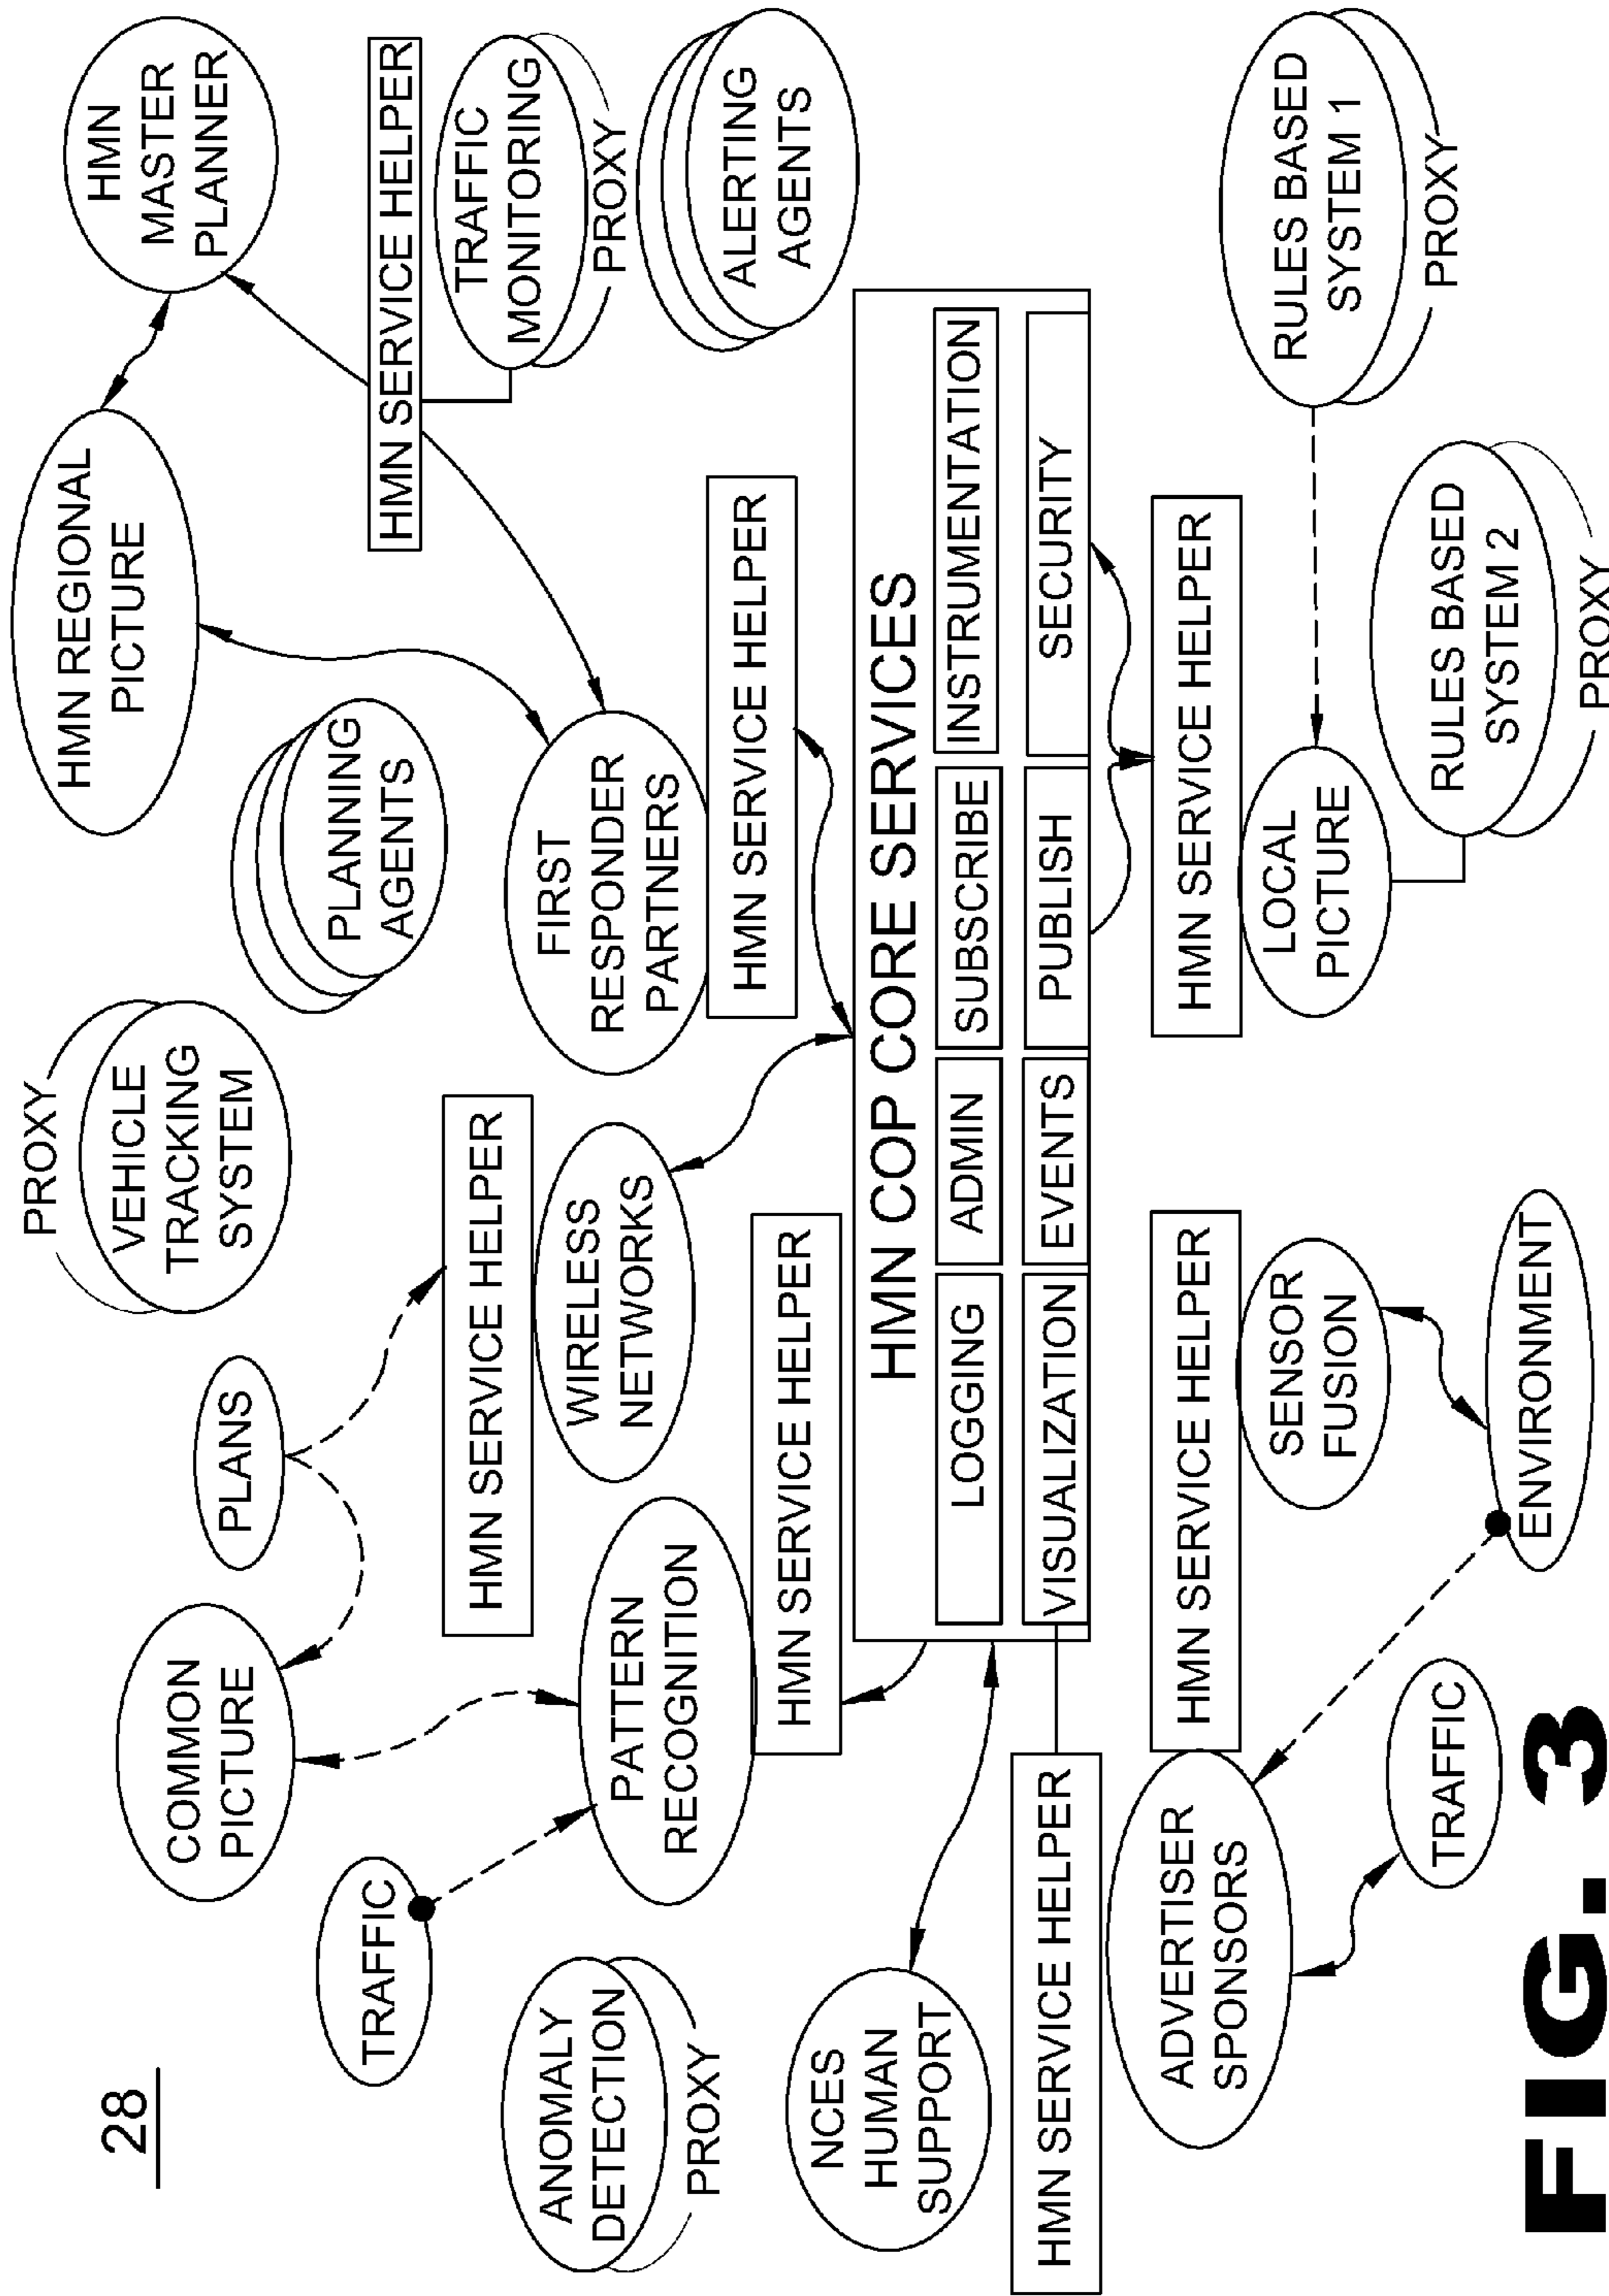 28
PROXY
VEHICLE
TRACKING
SYSTEM
HMN REGIONAL
PICTURE
HMN
MASTER
PLANNER
COMMON
PICTURE
PLANS
PLANNING
AGENTS
TRAFFIC
HMN SERVICE HELPER
HMN SERVICE HELPER
TRAFFIC
MONITORING
PROXY
ANOMALY
DETECTION
PROXY
PATTERN
RECOGNITION
HMN SERVICE HELPER
WIRELESS
NETWORKS
FIRST
RESPONDER
PARTNERS
HMN SERVICE HELPER
ALERTING
AGENTS
NCES
HUMAN
SUPPORT
HMN COP CORE SERVICES
LOGGING
ADMIN
SUBSCRIBE
INSTRUMENTATION
VISUALIZATION
EVENTS
PUBLISH
SECURITY
HMN SERVICE HELPER
ADVERTISER
SPONSORS
HMN SERVICE HELPER
SENSOR
FUSION
HMN SERVICE HELPER
LOCAL
PICTURE
RULES BASED
SYSTEM 1
PROXY
TRAFFIC
ENVIRONMENT
RULES BASED
SYSTEM 2
PROXY
FIG. 3